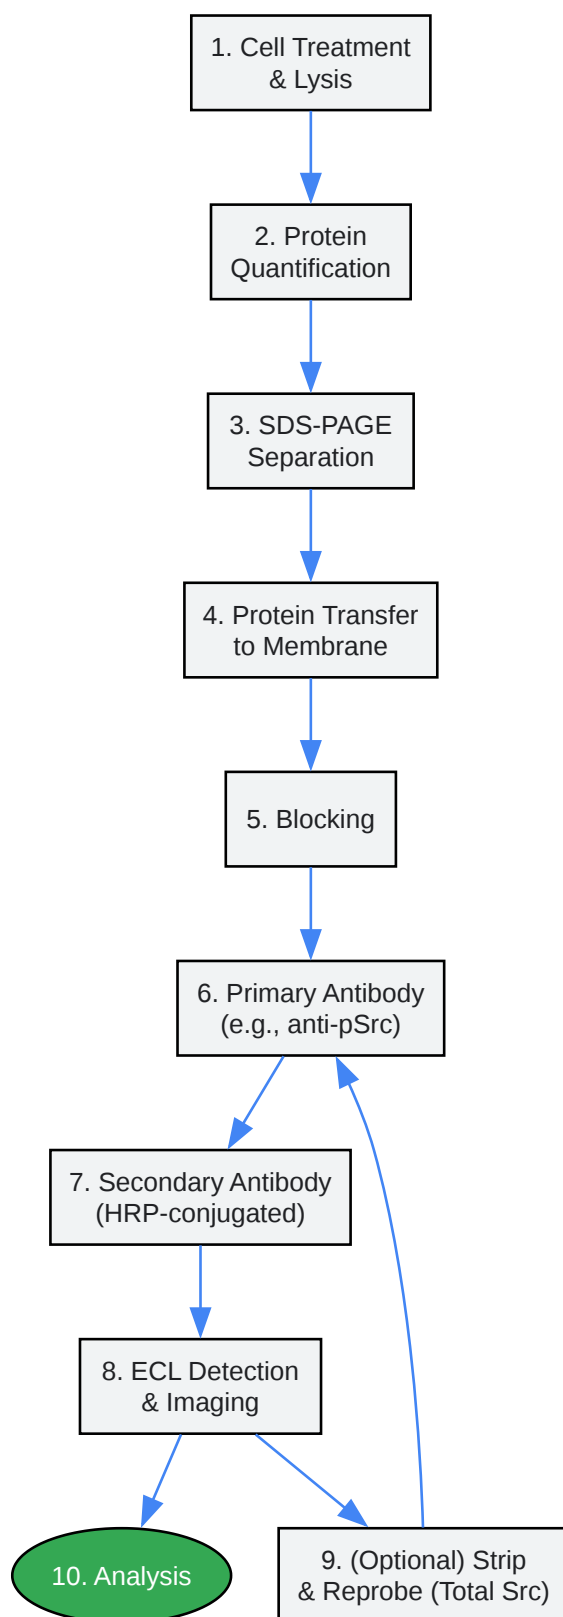 1. Cell Treatment
& Lysis
2. Protein
Quantification
3. SDS-PAGE
Separation
4. Protein Transfer
to Membrane
5. Blocking
6. Primary Antibody
(e.g., anti-pSrc)
7. Secondary Antibody
(HRP-conjugated)
8. ECL Detection
& Imaging
10. Analysis
9. (Optional) Strip
& Reprobe (Total Src)